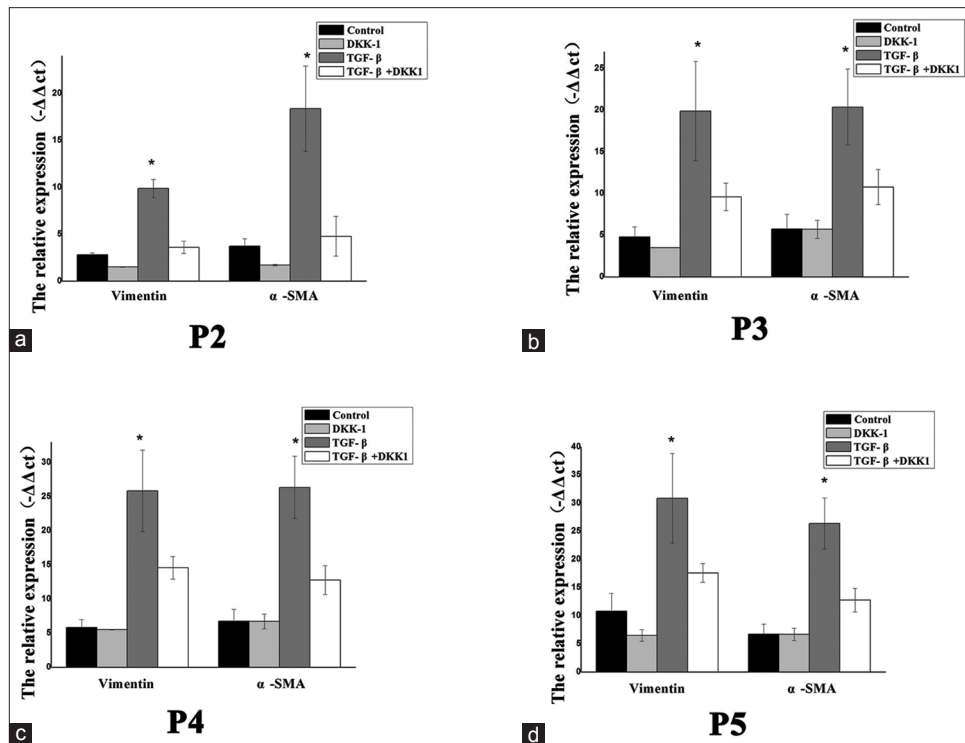 Control
DKK-1
TGF- β
TGF- β +DKK1
The relative expression (-ΔΔct)
20
15
10
5
0
*
*
Vimentin
α -SMA
a
P2
Control
DKK-1
TGF- β
TGF- β +DKK1
The relative expression (-ΔΔct)
25
20
15
10
5
0
*
*
Vimentin
α -SMA
b
P3
Control
DKK-1
TGF- β
TGF- β +DKK1
The relative expression (-ΔΔct)
30
25
20
15
10
5
0
*
*
Vimentin
α -SMA
c
P4
Control
DKK-1
TGF- β
TGF- β +DKK1
The relative expression (-ΔΔct)
40
35
30
25
20
15
10
5
0
*
*
Vimentin
α -SMA
d
P5